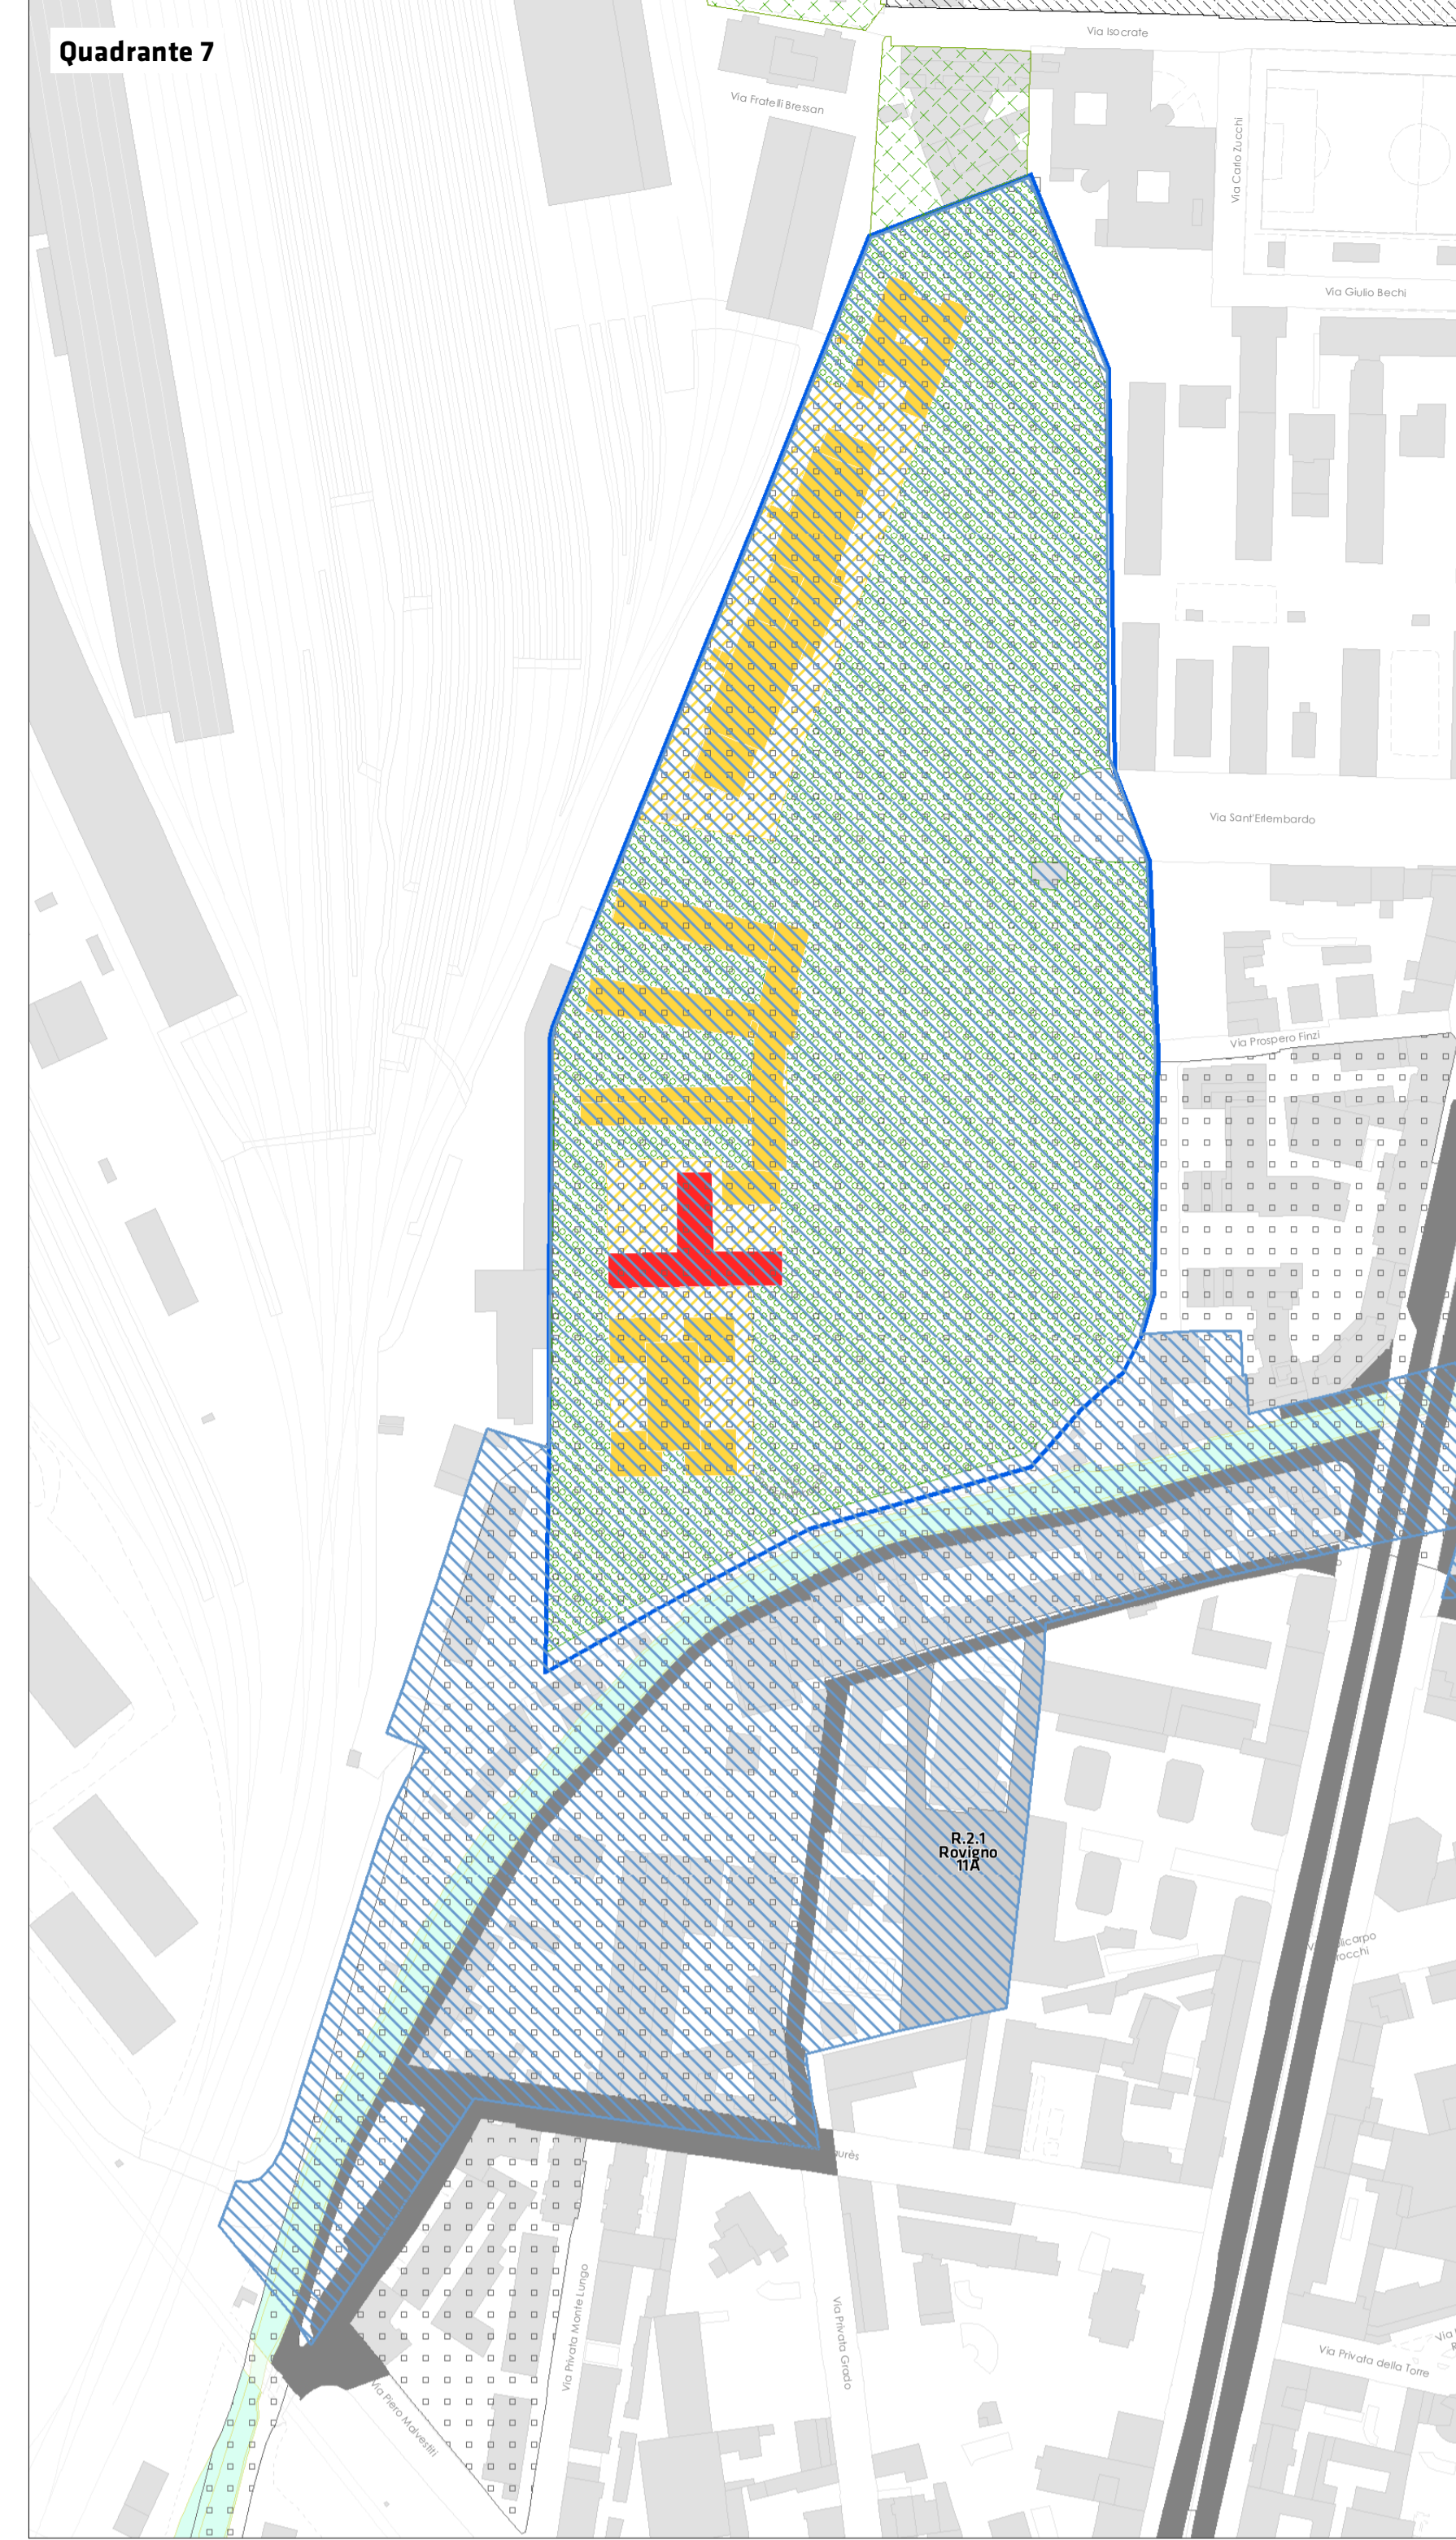 Quadrante 7
Via Isocrate
Via Fratelli Bressan
Via Carlo Zucchi
Via Giulio Bechi
Via Sant'Erlembardo
Via Prospero Finzi
R.2.1
Rovigno
11A
Via Privata Monte Lungo
Via Privata Grado
Via Privata della Torre
Via Piero Malvestiti